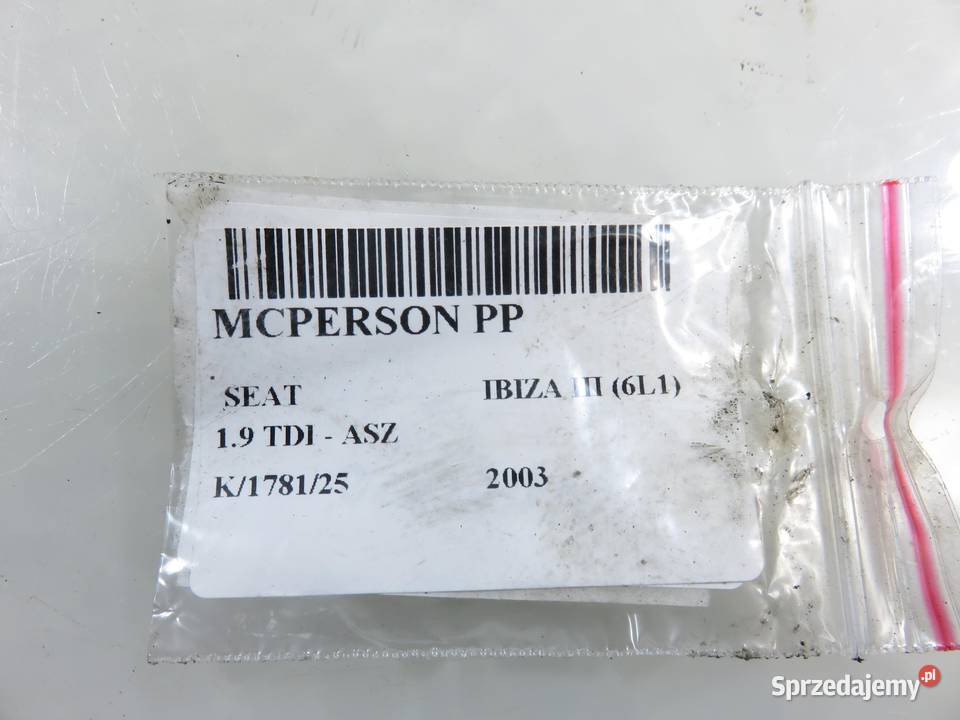 MCPERSON PP
SEAT IBIZA III (6L1)
1.9 TDI - ASZ
K/1781/25 2003
Sprzedajemy.pl